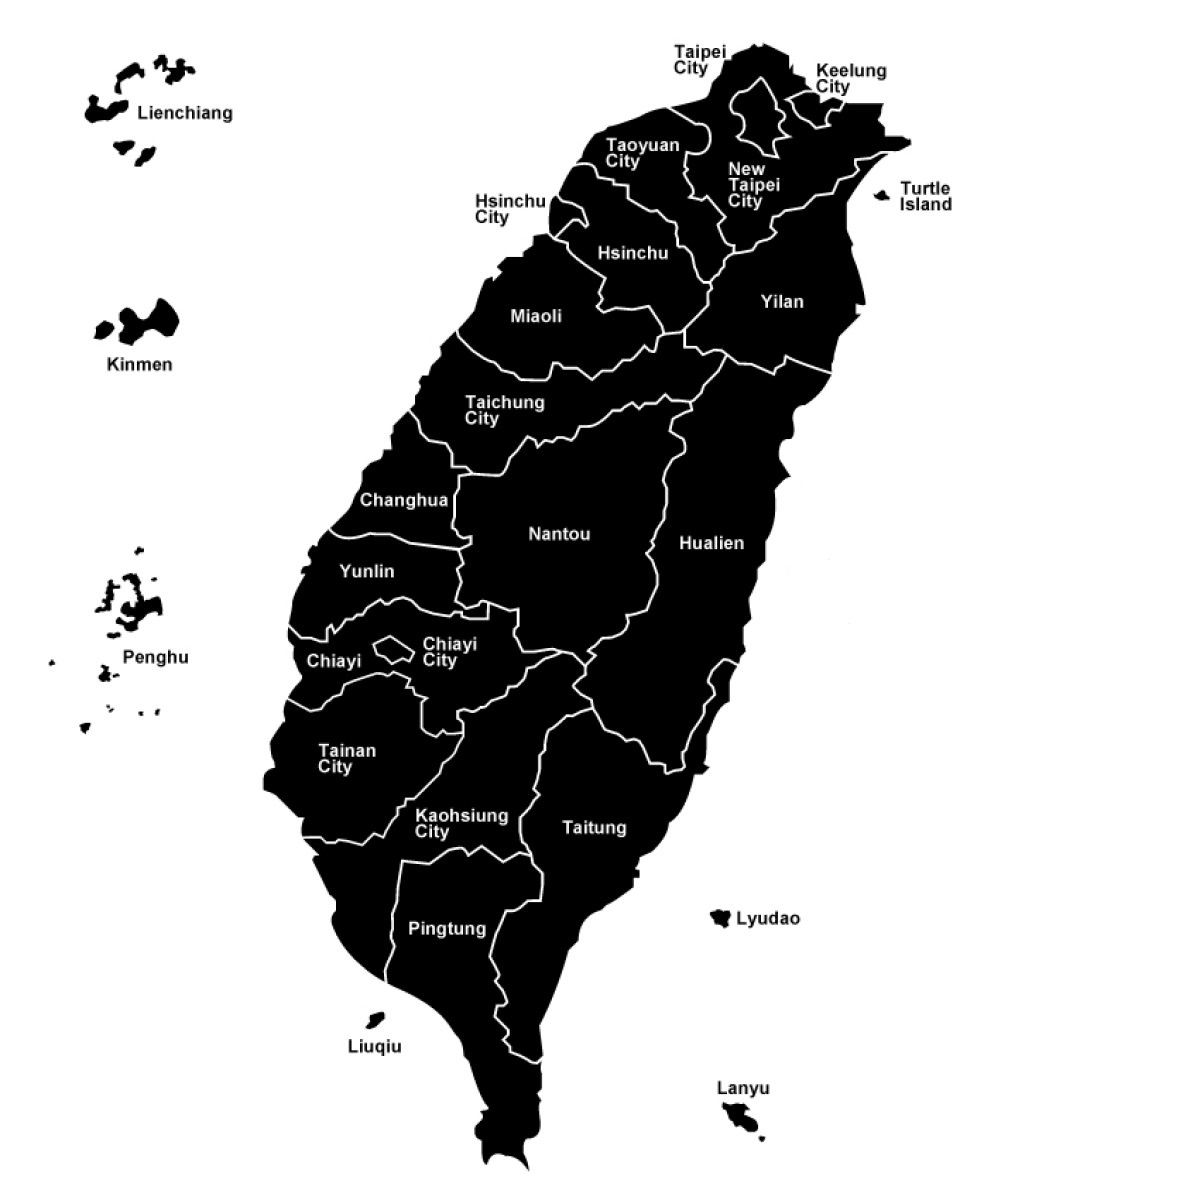 Taipei
City
Keelung
City
Lienchiang
Taoyuan
City
New
Taipei
City
Turtle
Island
Hsinchu
City
Hsinchu
Yilan
Miaoli
Kinmen
Taichung
City
Changhua
Nantou
Hualien
Yunlin
Chiayi
City
Chiayi
Penghu
Tainan
City
Kaohsiung
City
Taitung
Lyudao
Pingtung
Liuqiu
Lanyu